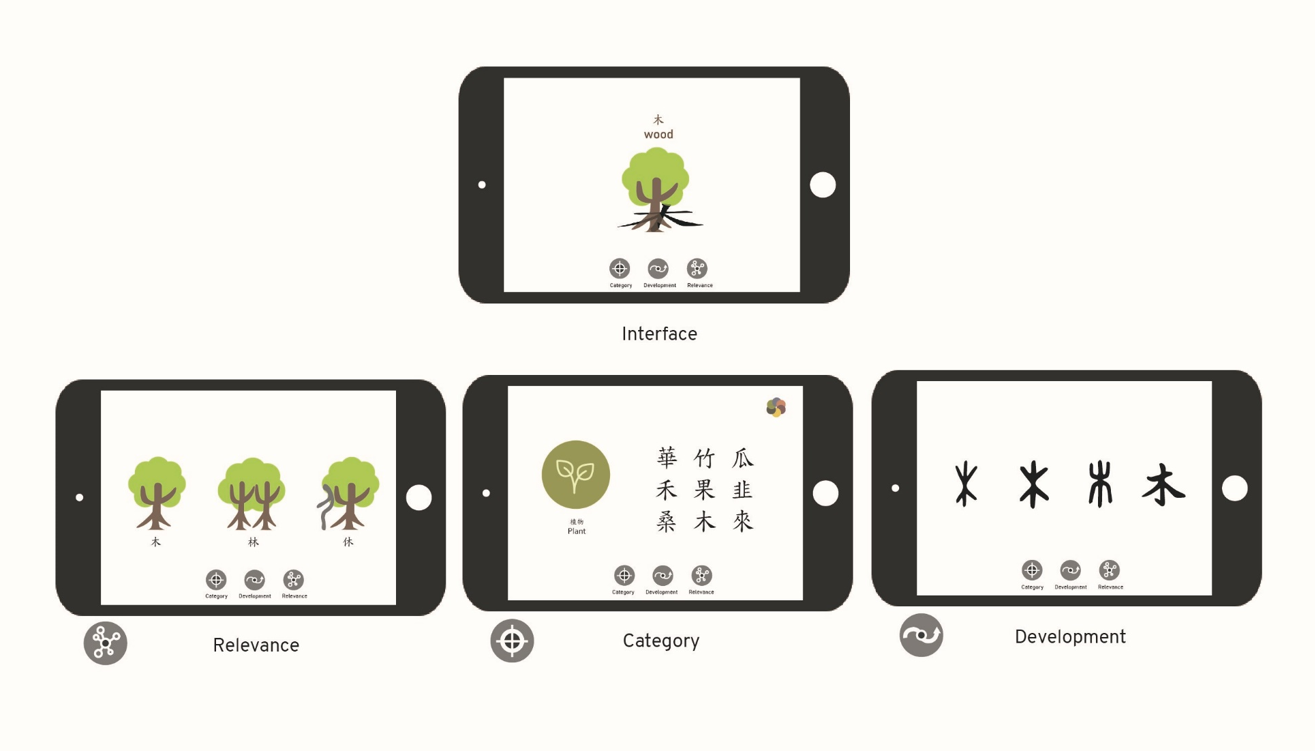 木
wood
Category Development Relevance
Interface
木 林 休
Category Development Relevance
Relevance
華 竹 瓜
禾 果 韭
桑 木 來
植物
Plant
Category Development Relevance
Category
木
Category Development Relevance
Development